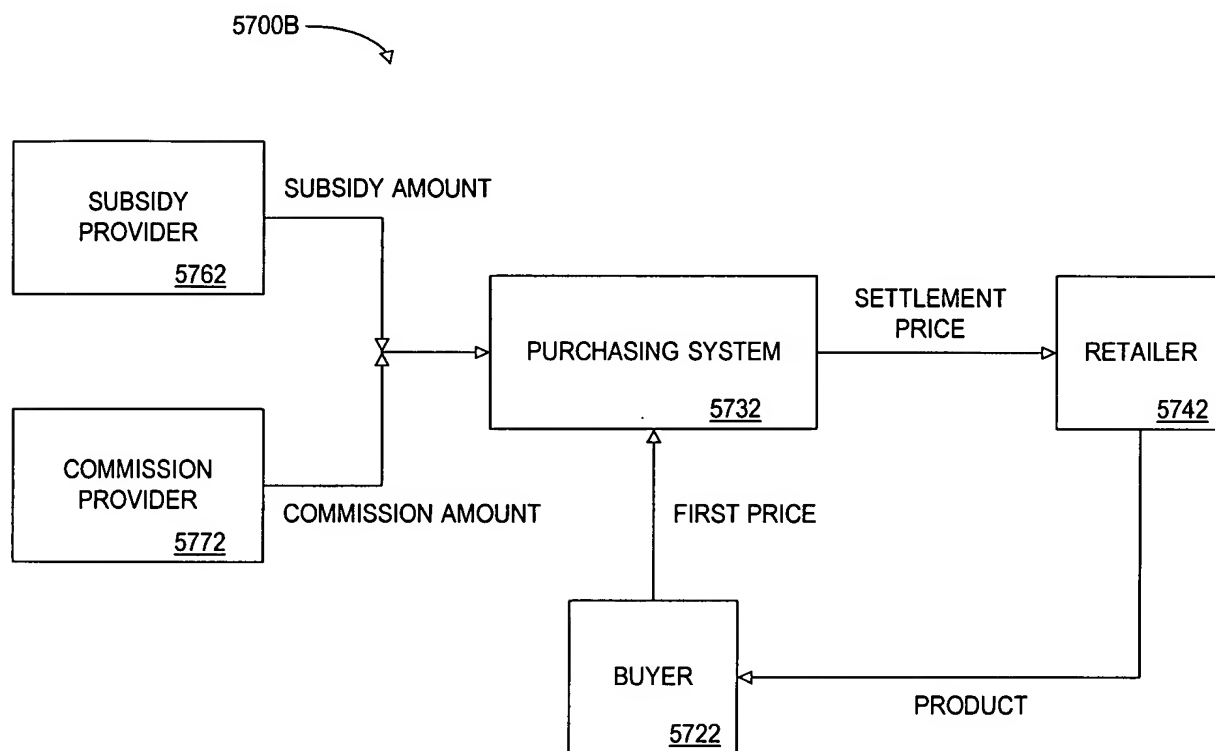 5700B
SUBSIDY AMOUNT
SUBSIDY
PROVIDER
5762
SETTLEMENT
PRICE
PURCHASING SYSTEM
5732
RETAILER
5742
COMMISSION
PROVIDER
5772
COMMISSION AMOUNT
FIRST PRICE
BUYER
5722
PRODUCT